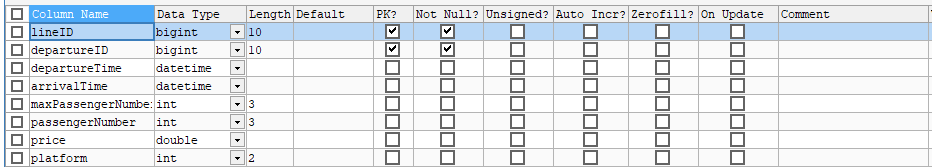 Column Name Data Type Length Default PK? Not Null? Unsigned? Auto Incr? Zerofill? On Update Comment
lineID bigint 10
departureID bigint 10
departureTime datetime
arrivalTime datetime
maxPassengerNumbe int 3
passengerNumber int 3
price double
platform int 2